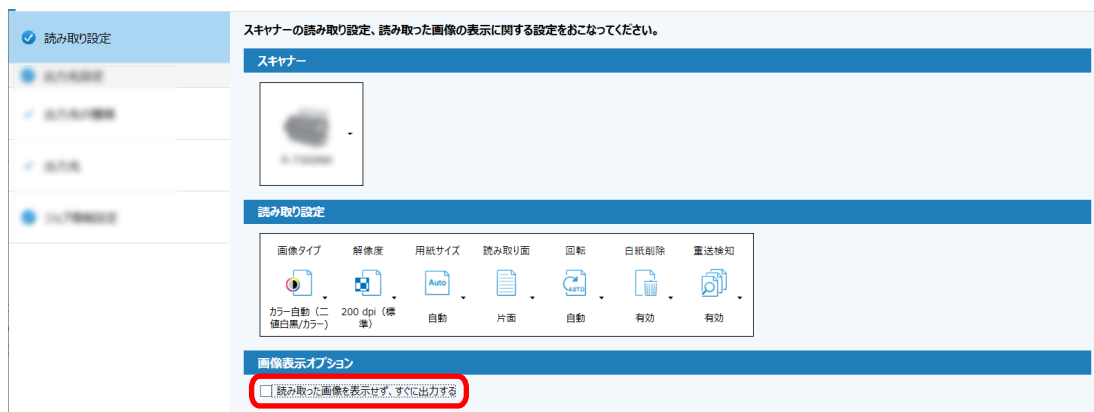 読み取り設定
スキャナーの読み取り設定、読み取った画像の表示に関する設定をおこなってください。
スキャナー
読み取り設定
画像タイプ 解像度 用紙サイズ 読み取り面 回転 白紙削除 重送検知
Auto AUTO
カラー自動（二 200 dpi（標 自動 片面 自動 有効 有効
値白黒/カラー） 準）
画像表示オプション
読み取った画像を表示せず、すぐに出力する